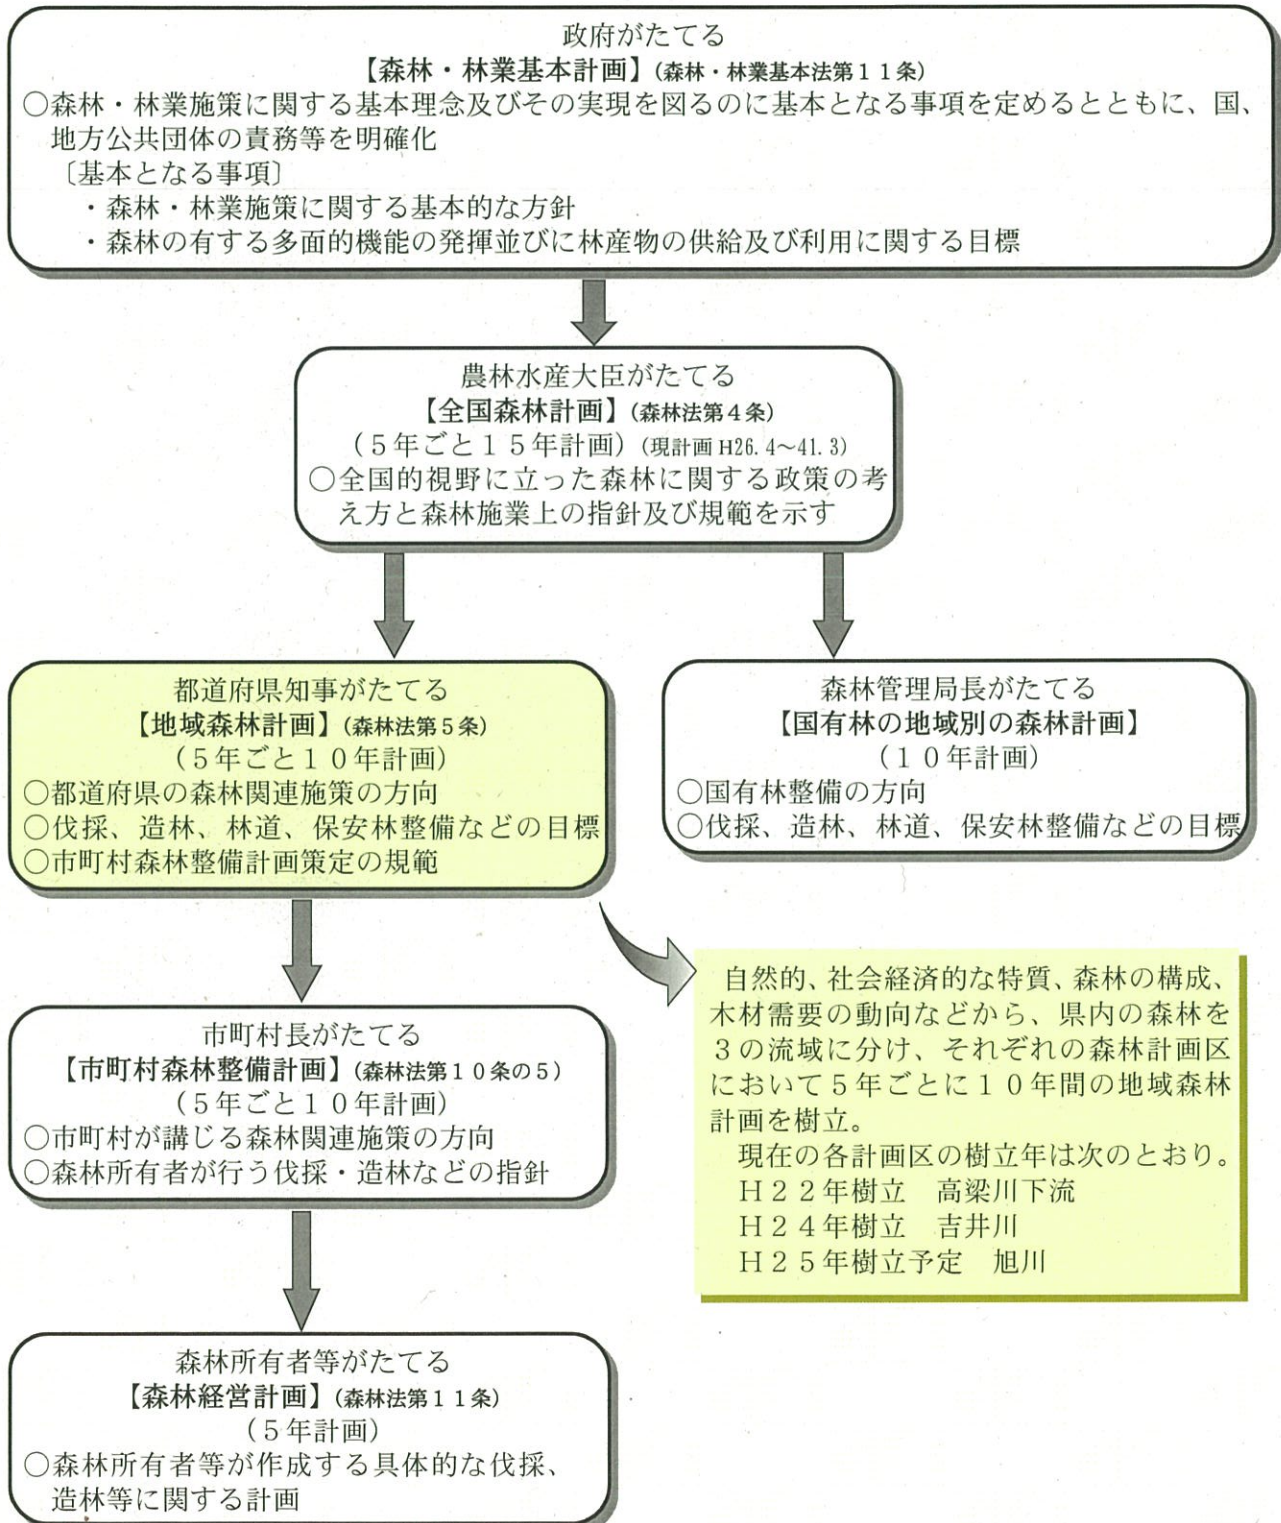 政府がたてる
【森林・林業基本計画】(森林・林業基本法第11条)
○森林・林業施策に関する基本理念及びその実現を図るのに基本となる事項を定めるとともに、国、
地方公共団体の責務等を明確化
〔基本となる事項〕
・森林・林業施策に関する基本的な方針
・森林の有する多面的機能の発揮並びに林産物の供給及び利用に関する目標
農林水産大臣がたてる
【全国森林計画】(森林法第4条)
(5年ごと15年計画)(現計画H26.4～41.3)
○全国的視野に立った森林に関する政策の考
え方と森林施業上の指針及び規範を示す
都道府県知事がたてる
【地域森林計画】(森林法第5条)
(5年ごと10年計画)
○都道府県の森林関連施策の方向
○伐採、造林、林道、保安林整備などの目標
○市町村森林整備計画策定の規範
森林管理局長がたてる
【国有林の地域別の森林計画】
(10年計画)
○国有林整備の方向
○伐採、造林、林道、保安林整備などの目標
自然的、社会経済的な特質、森林の構成、
木材需要の動向などから、県内の森林を
3の流域に分け、それぞれの森林計画区
において5年ごとに10年間の地域森林
計画を樹立。
現在の各計画区の樹立年は次のとおり。
H22年樹立 高梁川下流
H24年樹立 吉井川
H25年樹立予定 旭川
市町村長がたてる
【市町村森林整備計画】(森林法第10条の5)
(5年ごと10年計画)
○市町村が講じる森林関連施策の方向
○森林所有者が行う伐採・造林などの指針
森林所有者等がたてる
【森林経営計画】(森林法第11条)
(5年計画)
○森林所有者等が作成する具体的な伐採、
造林等に関する計画